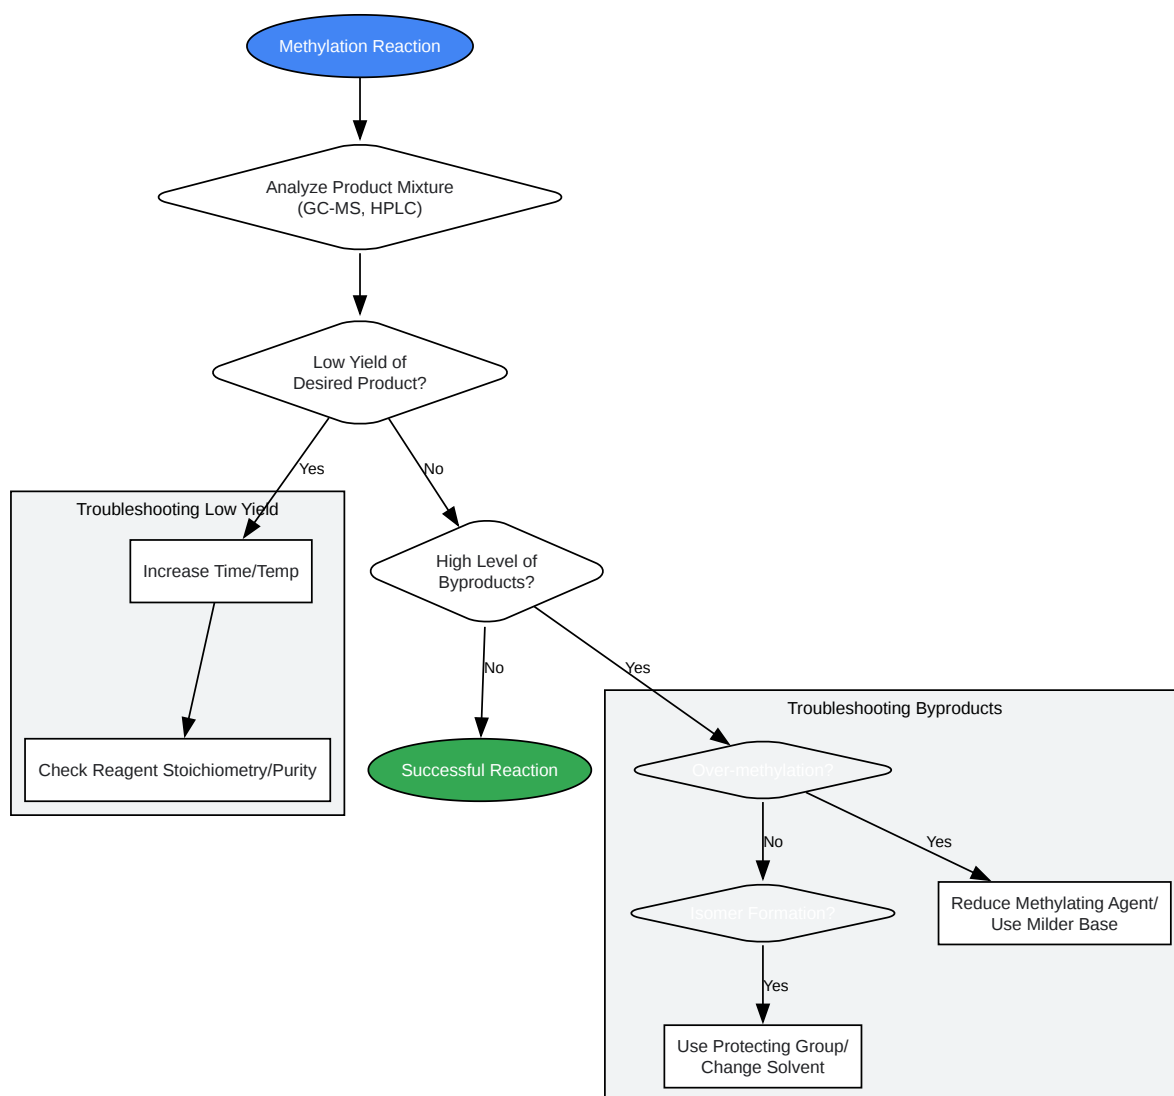 Methylation Reaction
Analyze Product Mixture
(GC-MS, HPLC)
Low Yield of
Desired Product?
Yes
No
Troubleshooting Low Yield
Increase Time/Temp
High Level of
Byproducts?
No
Yes
Troubleshooting Byproducts
Check Reagent Stoichiometry/Purity
Successful Reaction
Over-methylation?
No
Yes
Reduce Methylating Agent/
Use Milder Base
Isomer Formation?
Yes
Use Protecting Group/
Change Solvent